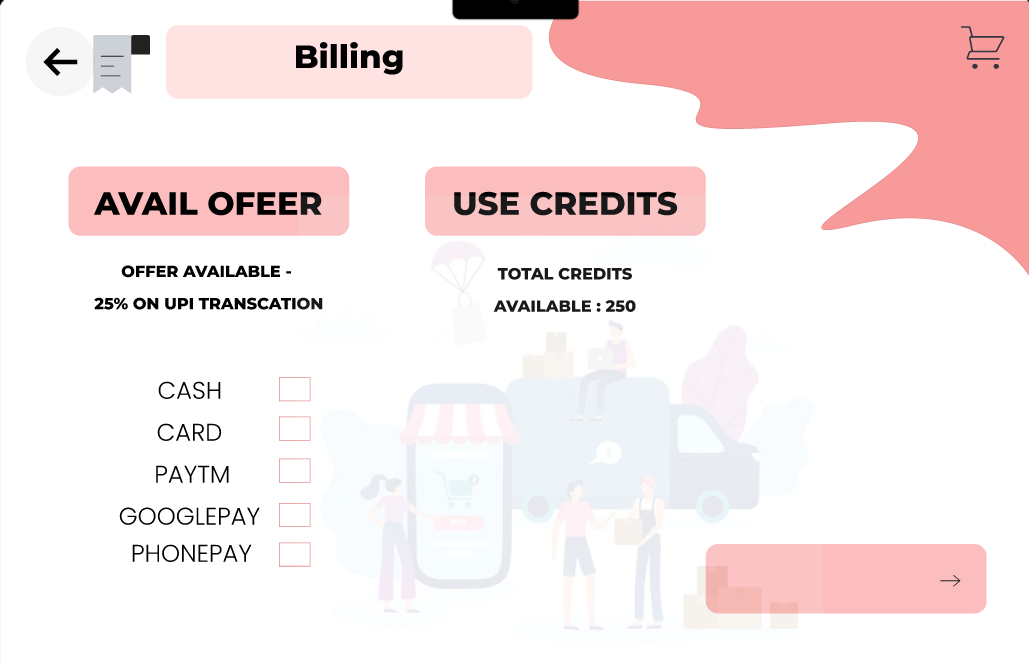 Billing
AVAIL OFEER
USE CREDITS
OFFER AVAILABLE -
25% ON UPI TRANSCATION
TOTAL CREDITS
AVAILABLE : 250
CASH
CARD
PAYTM
GOOGLEPAY
PHONEPAY